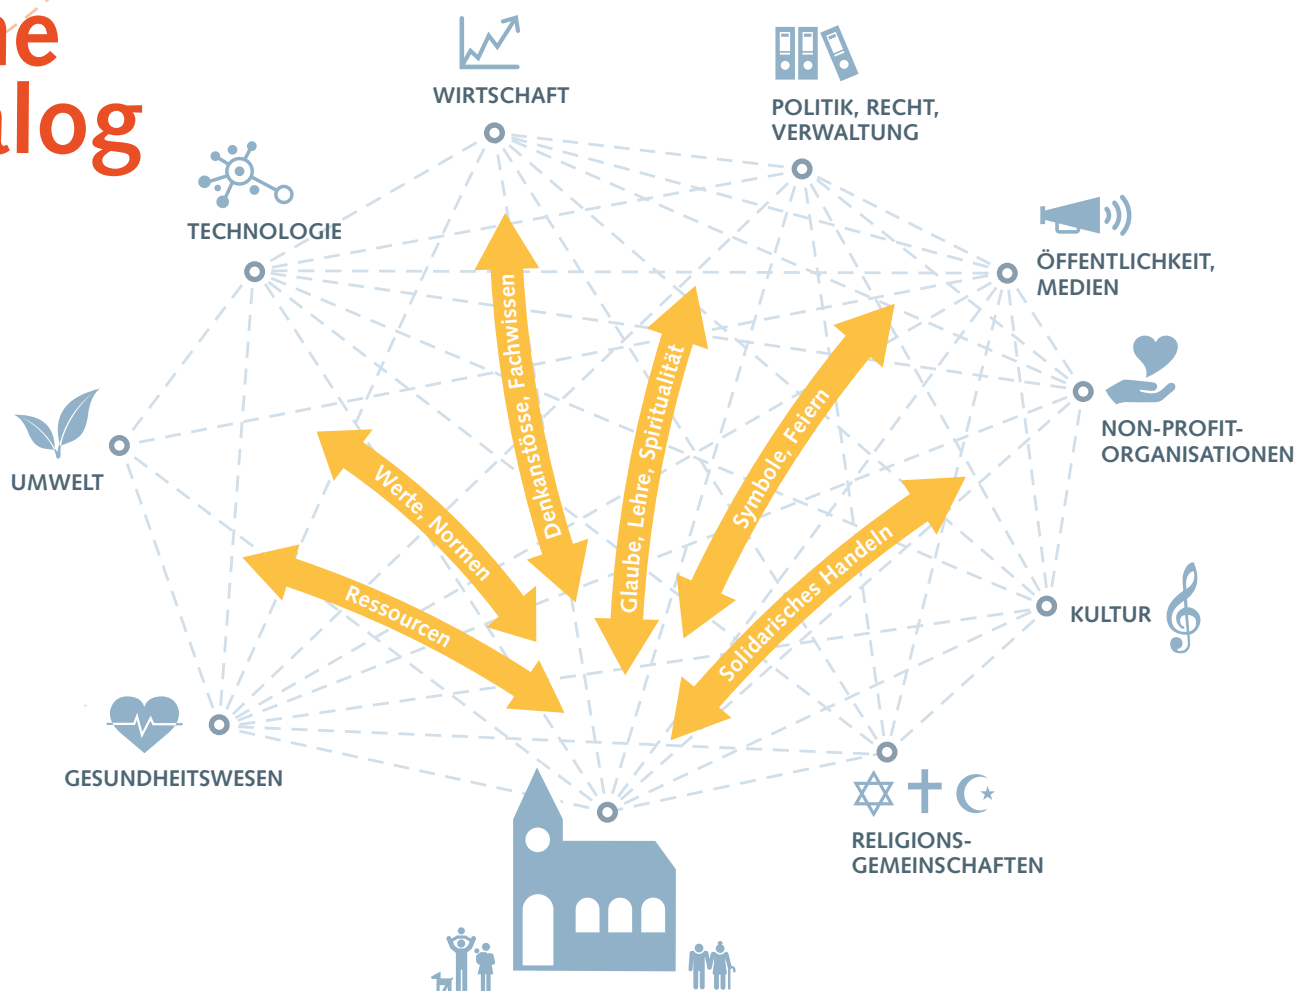 alog
WIRTSCHAFT
POLITIK, RECHT,
VERWALTUNG
TECHNOLOGIE
ÖFFENTLICHKEIT,
MEDIEN
NON-PROFIT-
ORGANISATIONEN
UMWELT
KULTUR
GESUNDHEITSWESEN
RELIGIONS-
GEMEINSCHAFTEN
Ressourcen
Werte, Normen
Denkanstösse, Fachwissen
Glaube, Lehre, Spiritualität
Symbole, Feiern
Solidarisches Handeln